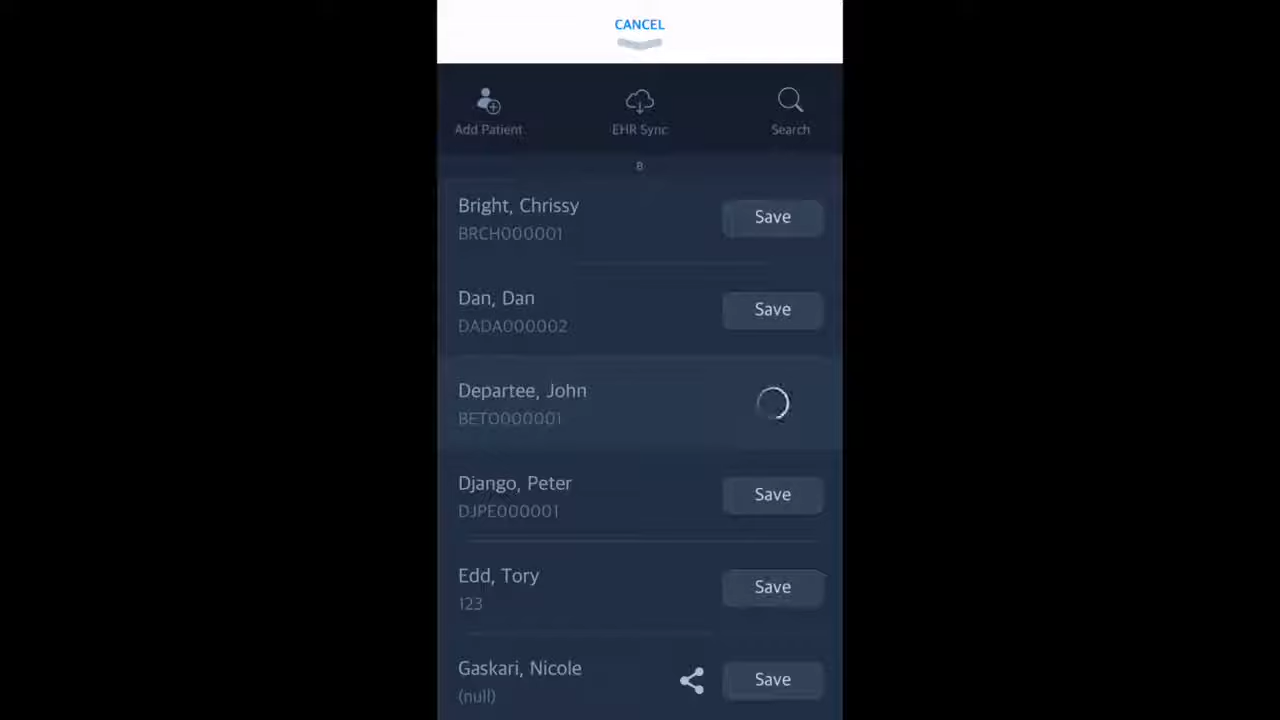 CANCEL
Add Patient
EHR Sync
Search
B
Bright, Chrissy
BRCH000001
Save
Dan, Dan
DADA000002
Save
Departee, John
BETO000001
Django, Peter
DJPE000001
Save
Edd, Tory
123
Save
Gaskari, Nicole
(null)
Save